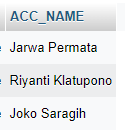 ACC_NAME
Jarwa Permata
Riyanti Klatupono
Joko Saragih